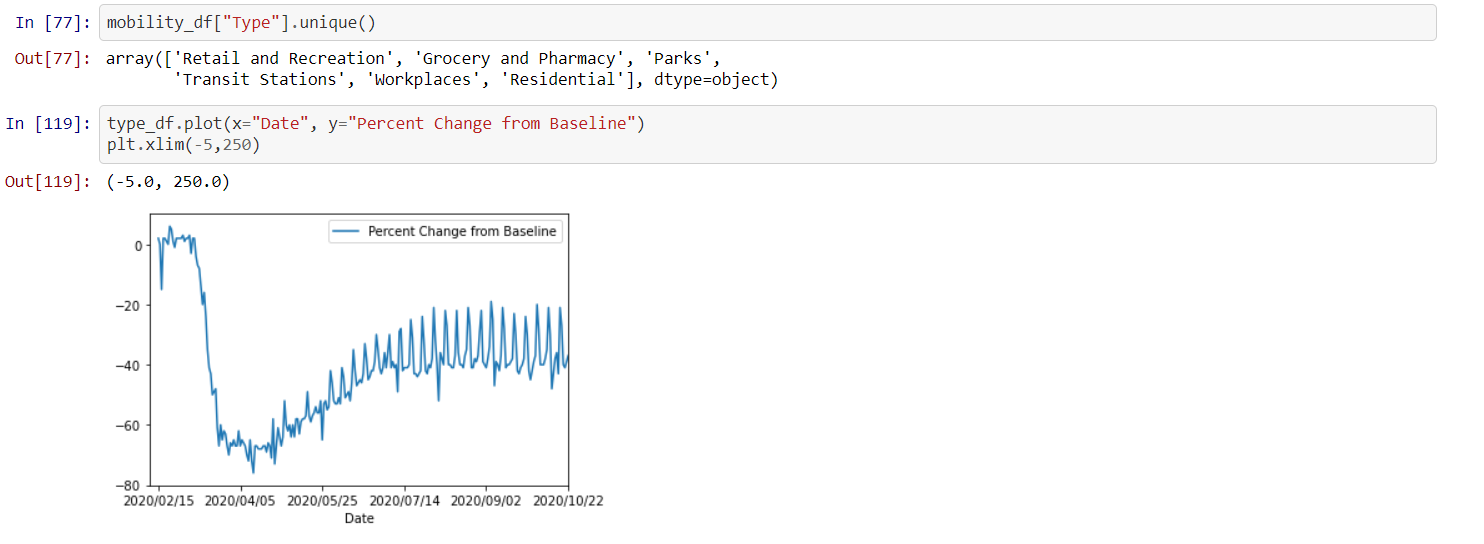 In [77]: mobility_df["Type"].unique()
Out[77]: array(['Retail and Recreation', 'Grocery and Pharmacy', 'Parks',
'Transit Stations', 'Workplaces', 'Residential'], dtype=object)
In [119]: type_df.plot(x="Date", y="Percent Change from Baseline")
plt.xlim(-5,250)
Out[119]: (-5.0, 250.0)
Percent Change from Baseline
0
−20
−40
−60
−80
2020/02/15 2020/04/05 2020/05/25 2020/07/14 2020/09/02 2020/10/22
Date